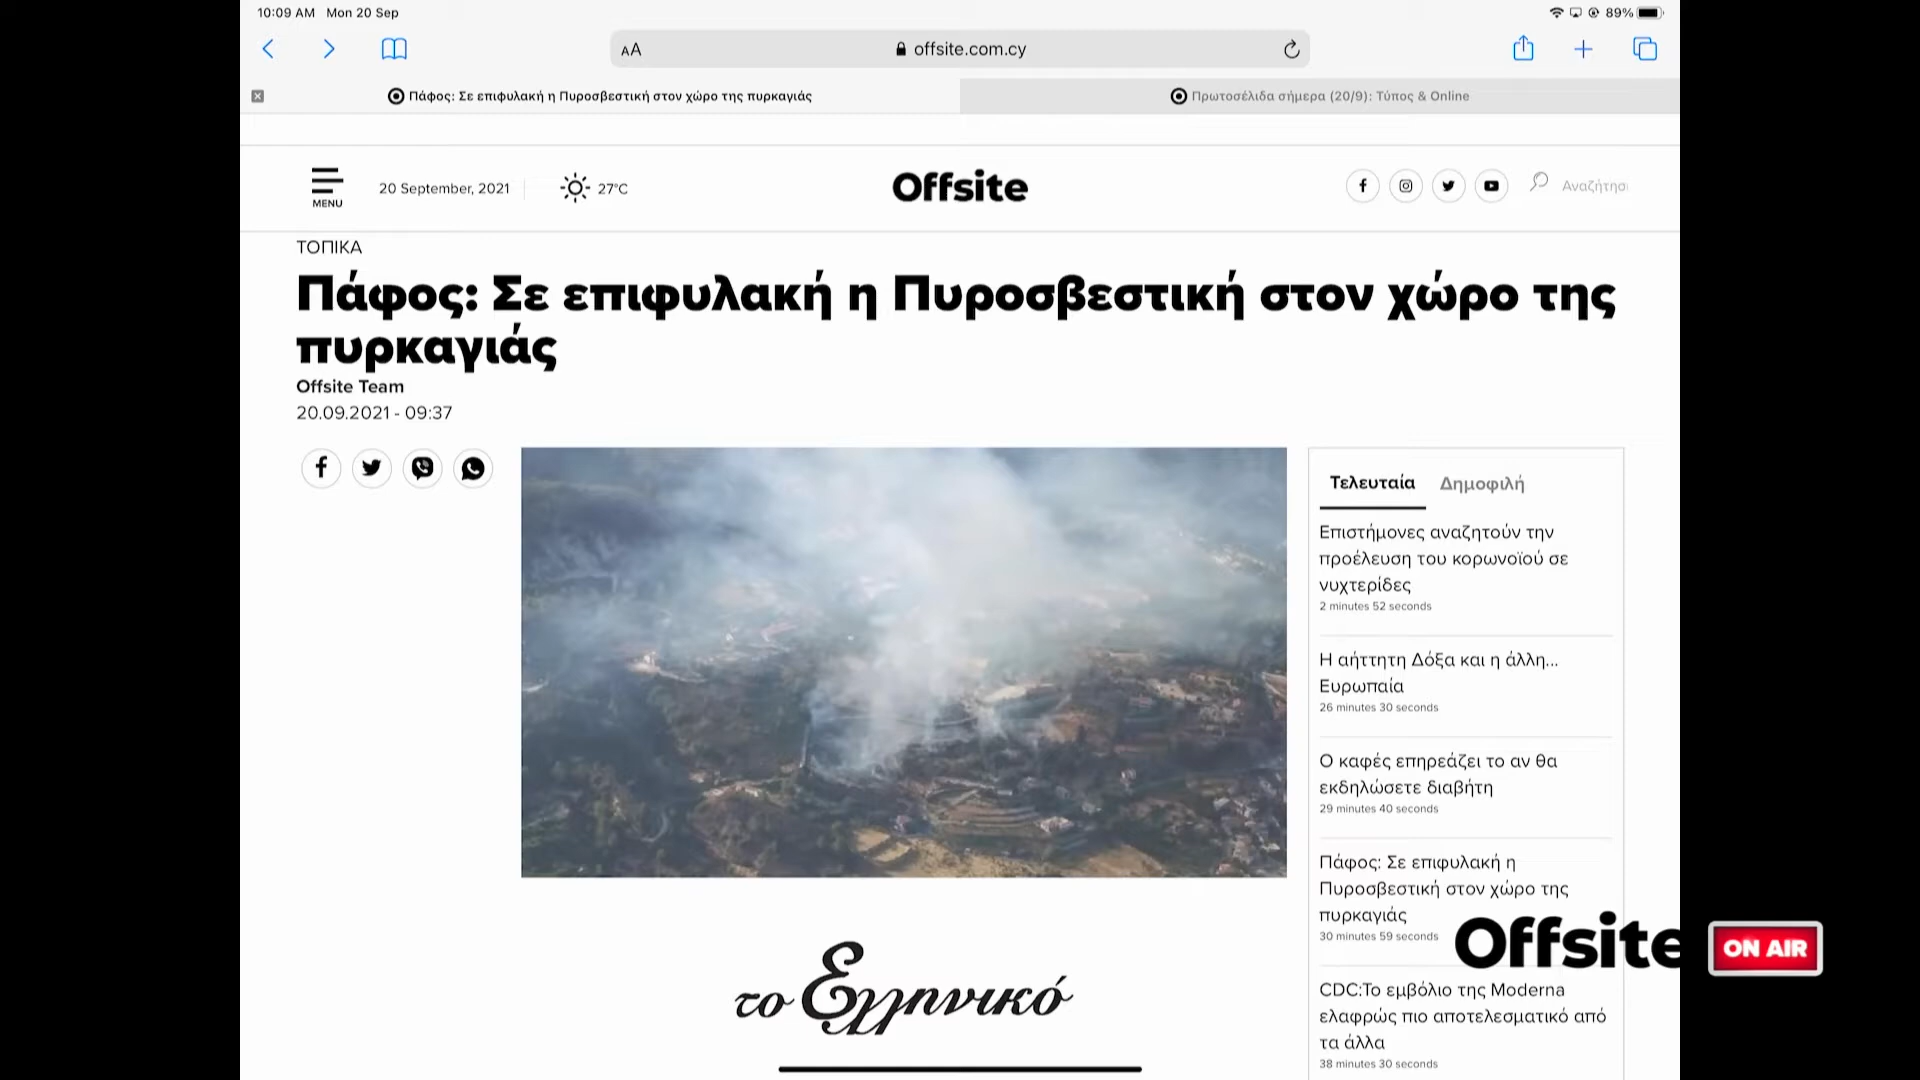 10:09 AM Mon 20 Sep
89%
AA
offsite.com.cy
Πάφος: Σε επιφυλακή η Πυροσβεστική στον χώρο της πυρκαγιάς
Πρωτοσέλιδα σήμερα (20/9): Τύπος & Online
MENU
20 September, 2021
27°C
Offsite
Αναζήτησι
ΤΟΠΙΚΑ
Πάφος: Σε επιφυλακή η Πυροσβεστική στον χώρο της
πυρκαγιάς
Offsite Team
20.09.2021 - 09:37
Τελευταία Δημοφιλή
Επιστήμονες αναζητούν την
προέλευση του κορωνοϊού σε
νυχτερίδες
2 minutes 52 seconds
Η αήττητη Δόξα και η άλλη...
Ευρωπαία
26 minutes 30 seconds
Ο καφές επηρεάζει το αν θα
εκδηλώσετε διαβήτη
29 minutes 40 seconds
Πάφος: Σε επιφυλακή η
Πυροσβεστική στον χώρο της
πυρκαγιάς
30 minutes 59 seconds
CDC:Το εμβόλιο της Moderna
ελαφρώς πιο αποτελεσματικό από
τα άλλα
38 minutes 30 seconds
το Ελληνικό
Offsite
ON AIR